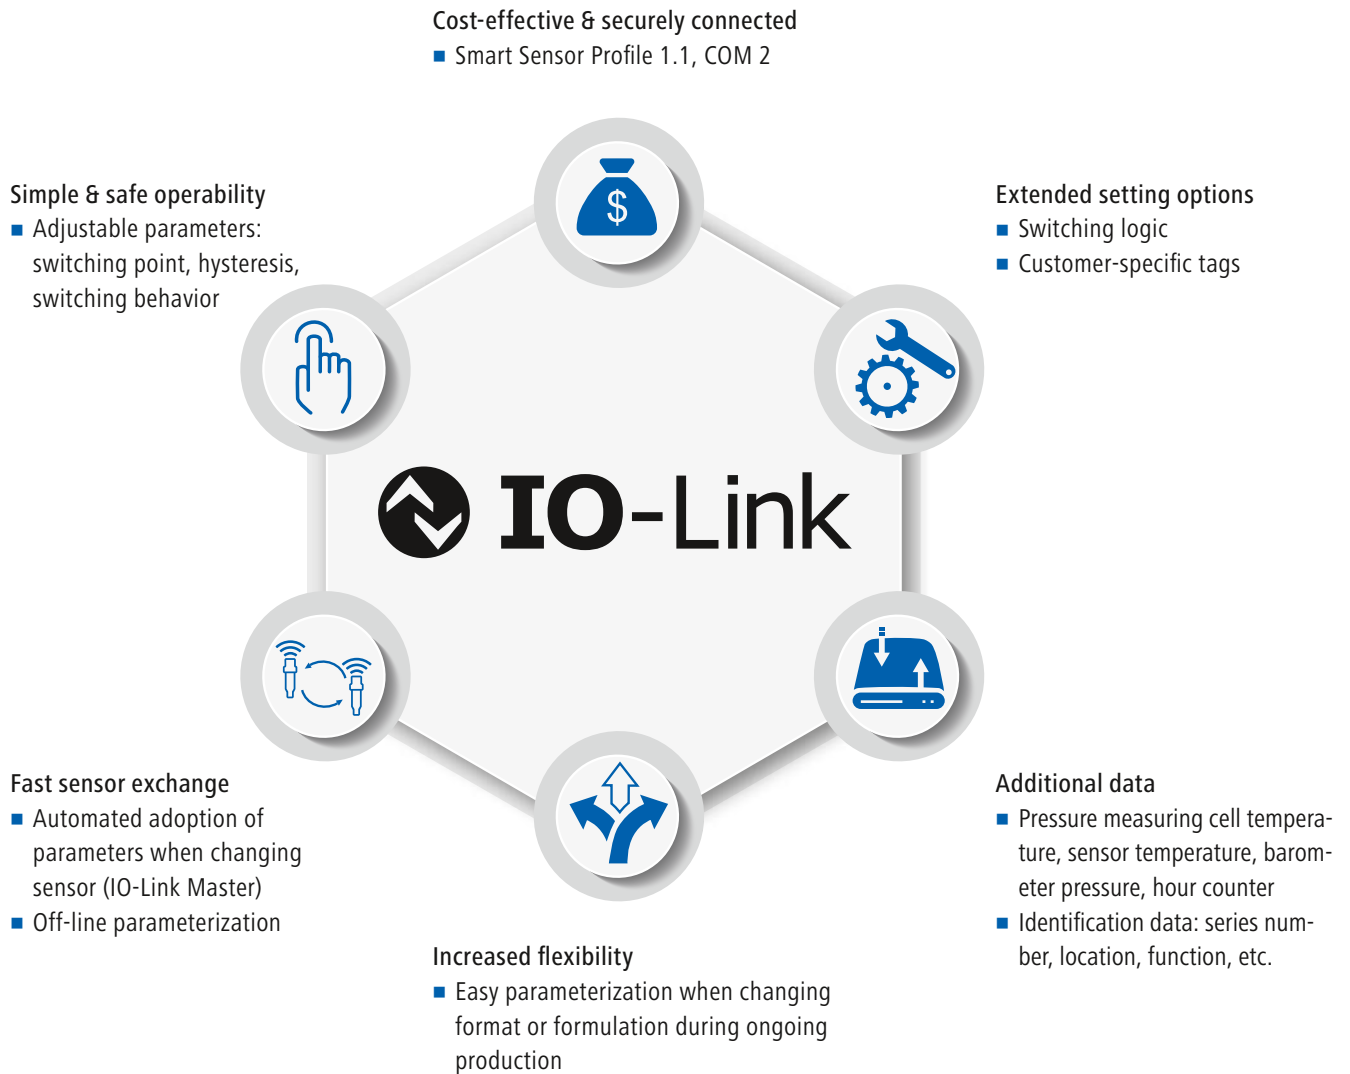 Cost-effective & securely connected
■ Smart Sensor Profile 1.1, COM 2
Simple & safe operability
■ Adjustable parameters:
switching point, hysteresis,
switching behavior
Extended setting options
■ Switching logic
■ Customer-specific tags
$
IO-Link
Fast sensor exchange
■ Automated adoption of
parameters when changing
sensor (IO-Link Master)
■ Off-line parameterization
Additional data
■ Pressure measuring cell tempera-
ture, sensor temperature, barom-
eter pressure, hour counter
■ Identification data: series num-
ber, location, function, etc.
Increased flexibility
■ Easy parameterization when changing
format or formulation during ongoing
production